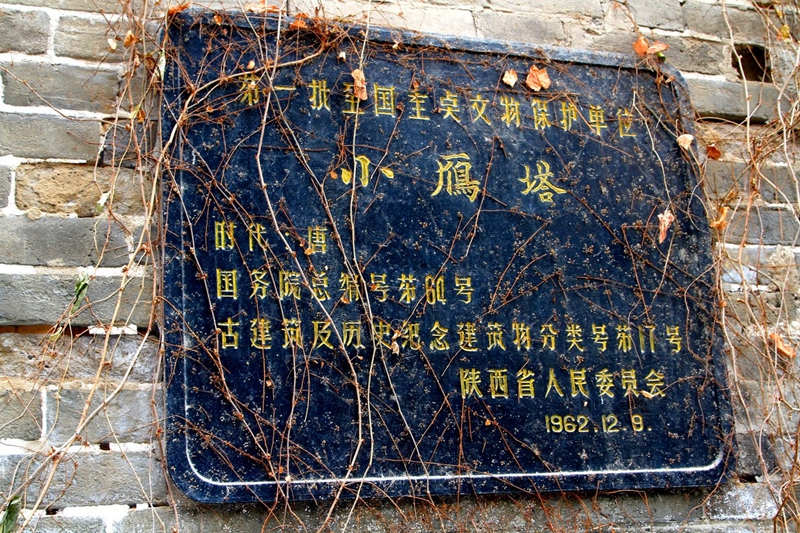 第一批全国重点文物保护单位
小雁塔
时代 唐
国务院总编号第60号
古建筑及历史纪念建筑物分类号第17号
陕西省人民委员会
1962.12.9.